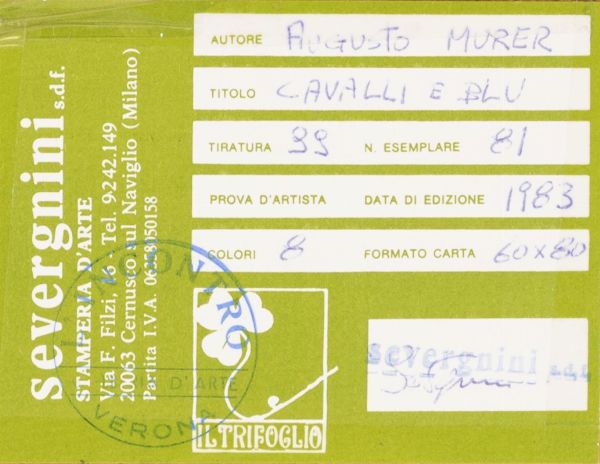 severgnini s.d.f.
STAMPERIA D'ARTE
Via F. Filzi, 16 Tel. 9242.149
20063 Cernusco sul Naviglio (Milano)
Partita I.V.A.
AUTORE AUGUSTO MURER
TITOLO CAVALLI E BLU
TIRATURA 99 N. ESEMPLARE 81
PROVA D'ARTISTA DATA DI EDIZIONE 1983
COLORI 8 FORMATO CARTA 60x80
INCONTRO
D'ARTE
VERONA
IL TRIFOGLIO
severgnini s.d.f.